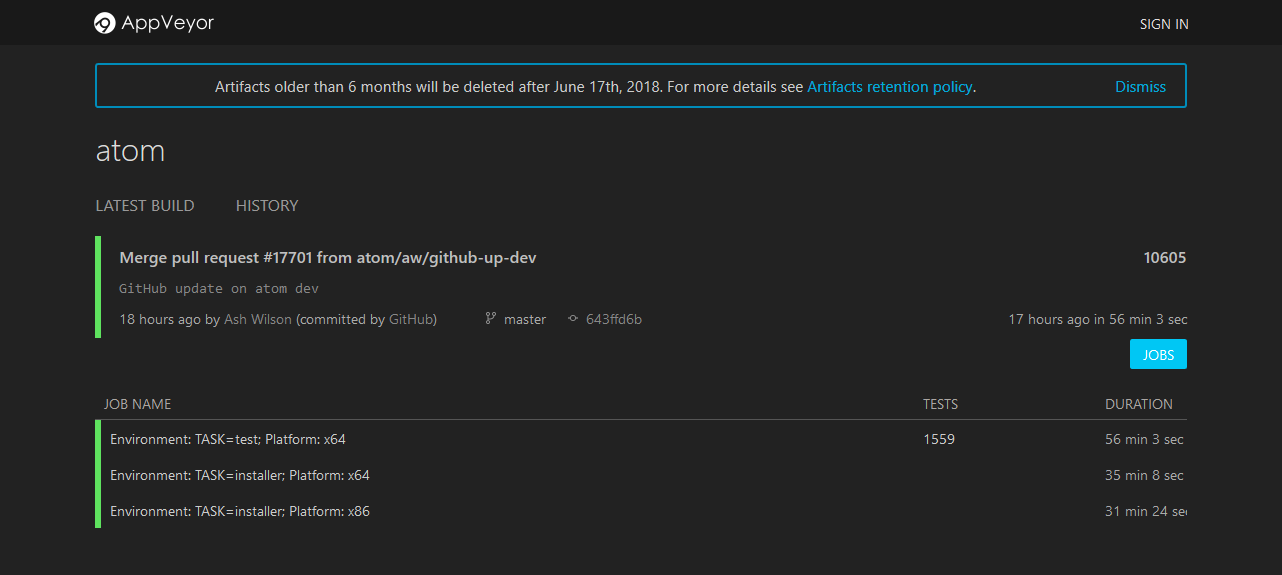 AppVeyor SIGN IN
Artifacts older than 6 months will be deleted after June 17th, 2018. For more details see Artifacts retention policy. Dismiss
atom
LATEST BUILD HISTORY
Merge pull request #17701 from atom/aw/github-up-dev 10605
GitHub update on atom dev
18 hours ago by Ash Wilson (committed by GitHub) master 643ffd6b 17 hours ago in 56 min 3 sec
JOBS
JOB NAME TESTS DURATION
Environment: TASK=test; Platform: x64 1559 56 min 3 sec
Environment: TASK=installer; Platform: x64 35 min 8 sec
Environment: TASK=installer; Platform: x86 31 min 24 sec